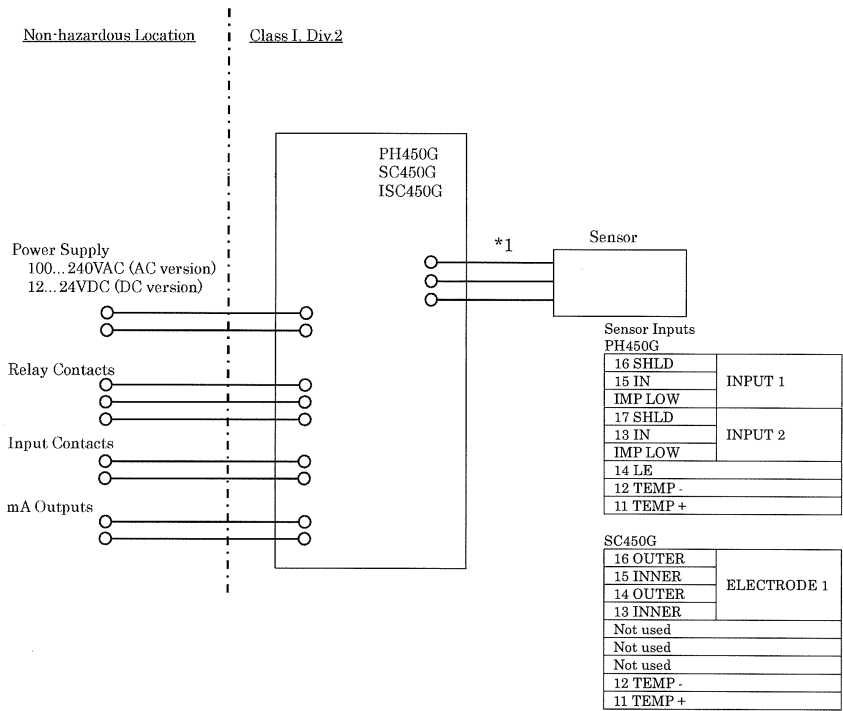 Non-hazardous Location
Class I, Div.2
PH450G
SC450G
ISC450G
*1
Sensor
Power Supply
100...240VAC (AC version)
12...24VDC (DC version)
Relay Contacts
Input Contacts
mA Outputs
Sensor Inputs
PH450G
16 SHLD
15 IN
INPUT 1
IMP LOW
17 SHLD
13 IN
INPUT 2
IMP LOW
14 LE
12 TEMP -
11 TEMP +
SC450G
16 OUTER
15 INNER
ELECTRODE 1
14 OUTER
13 INNER
Not used
Not used
Not used
12 TEMP -
11 TEMP +